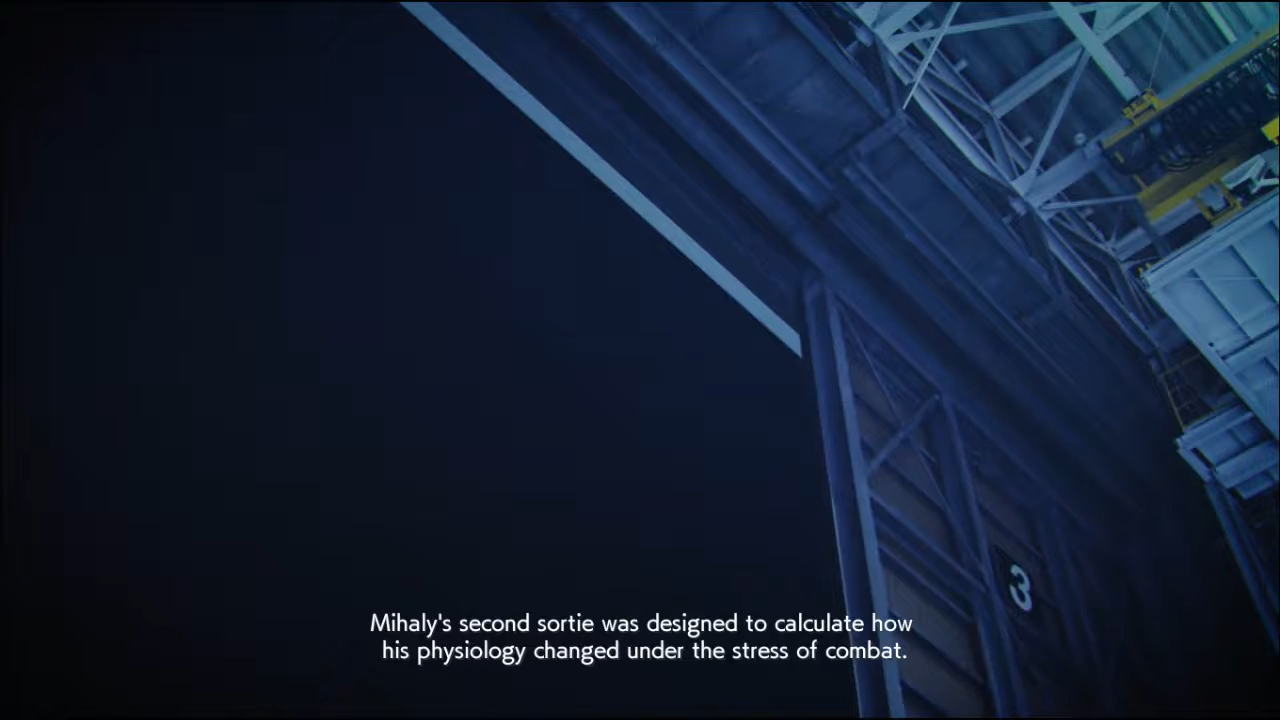 3
Mihaly's second sortie was designed to calculate how
his physiology changed under the stress of combat.